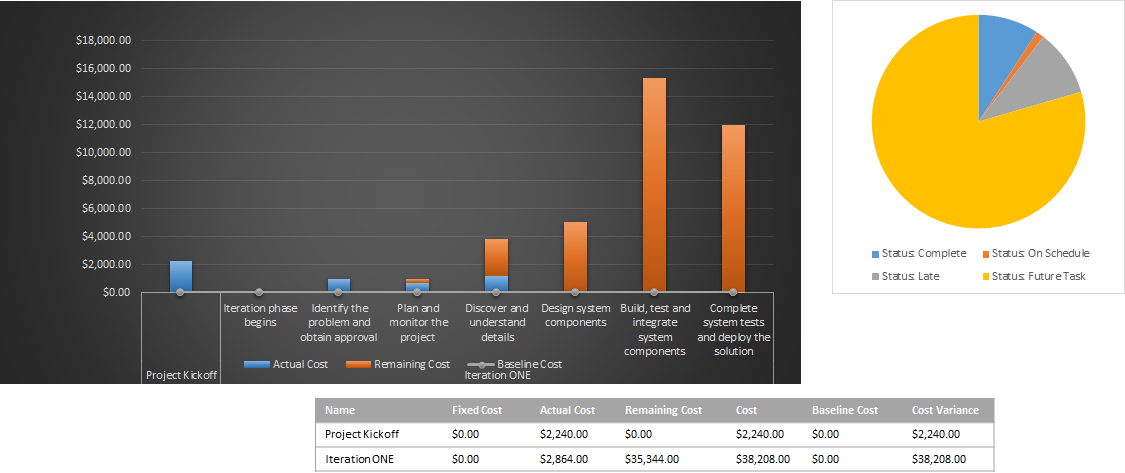 $18,000.00
$16,000.00
$14,000.00
$12,000.00
$10,000.00
$8,000.00
$6,000.00
$4,000.00
$2,000.00
$0.00
Iteration phase
begins
Identify the
problem and
obtain approval
Plan and
monitor the
project
Discover and
understand
details
Design system
components
Build, test and
integrate
system
components
Complete
system tests
and deploy the
solution
Project Kickoff
Iteration ONE
Actual Cost
Remaining Cost
Baseline Cost
Status: Complete
Status: On Schedule
Status: Late
Status: Future Task
Name Fixed Cost Actual Cost Remaining Cost Cost Baseline Cost Cost Variance
Project Kickoff $0.00 $2,240.00 $0.00 $2,240.00 $0.00 $2,240.00
Iteration ONE $0.00 $2,864.00 $35,344.00 $38,208.00 $0.00 $38,208.00